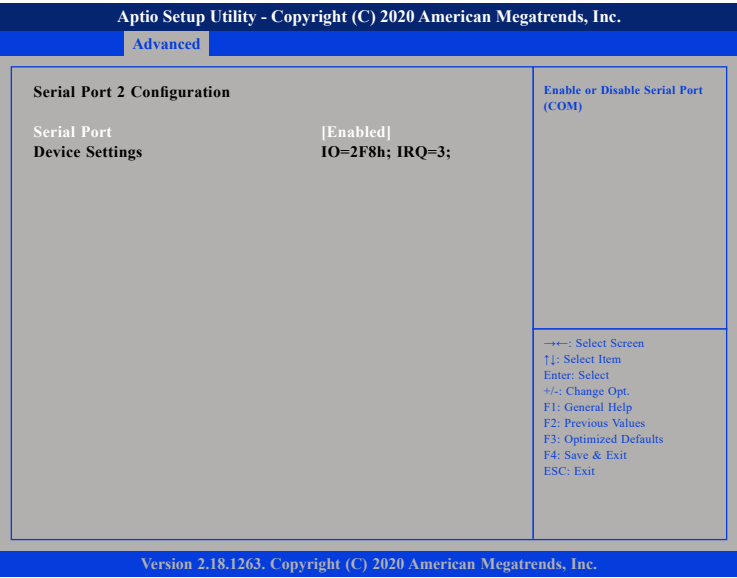 Aptio Setup Utility - Copyright (C) 2020 American Megatrends, Inc.
Advanced
Serial Port 2 Configuration
Serial Port [Enabled]
Device Settings IO=2F8h; IRQ=3;
Enable or Disable Serial Port
(COM)
→←: Select Screen
↑↓: Select Item
Enter: Select
+/-: Change Opt.
F1: General Help
F2: Previous Values
F3: Optimized Defaults
F4: Save & Exit
ESC: Exit
Version 2.18.1263. Copyright (C) 2020 American Megatrends, Inc.